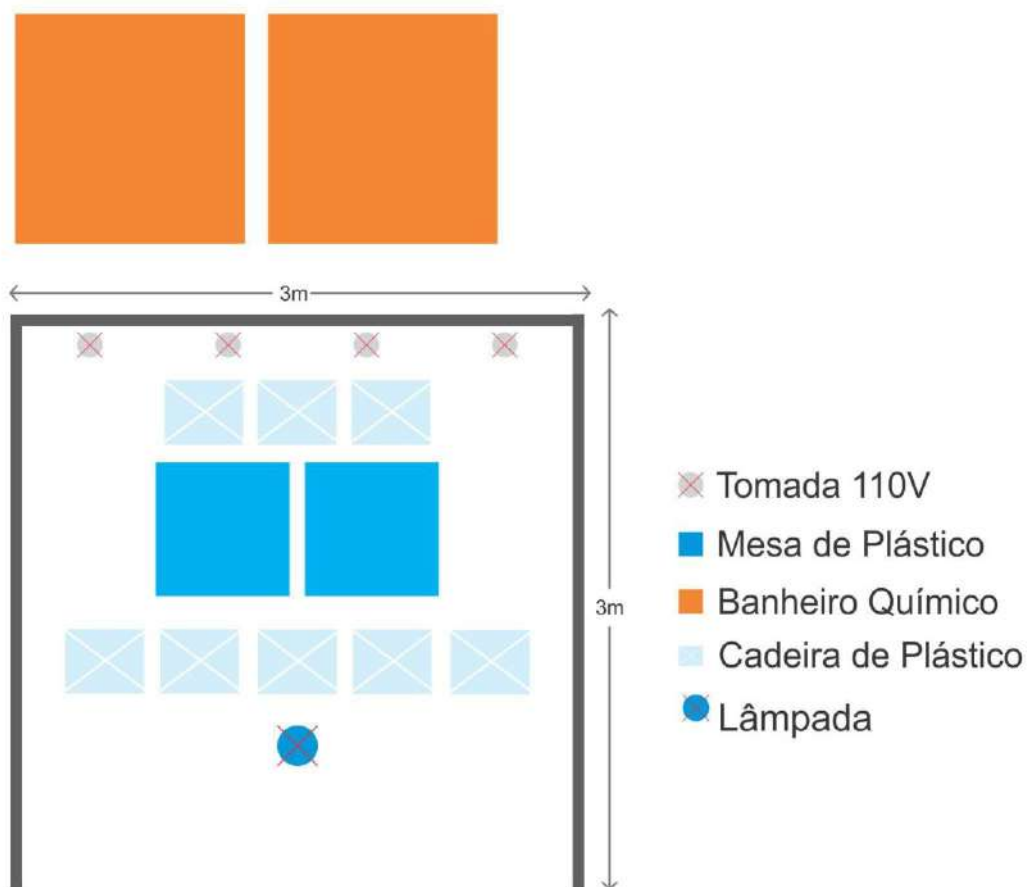 3m
3m
Tomada 110V
Mesa de Plástico
Banheiro Químico
Cadeira de Plástico
Lâmpada